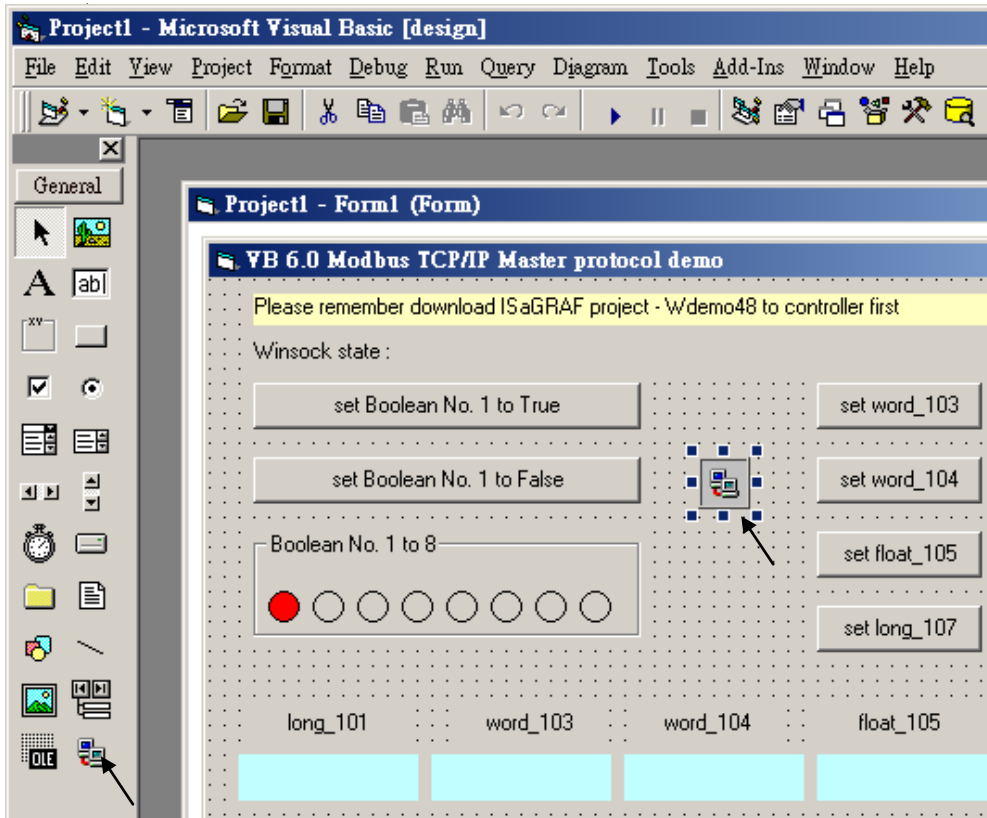 Project1 - Microsoft Visual Basic [design]
File Edit View Project Format Debug Run Query Diagram Tools Add-Ins Window Help
General
Project1 - Form1 (Form)
A
ab
VB 6.0 Modbus TCP/IP Master protocol demo
Please remember download ISaGRAF project - Wdemo48 to controller first
XY
Winsock state :
set Boolean No. 1 to True
set word_103
set Boolean No. 1 to False
set word_104
Boolean No. 1 to 8
set float_105
set long_107
long_101 word_103 word_104 float_105
OLE